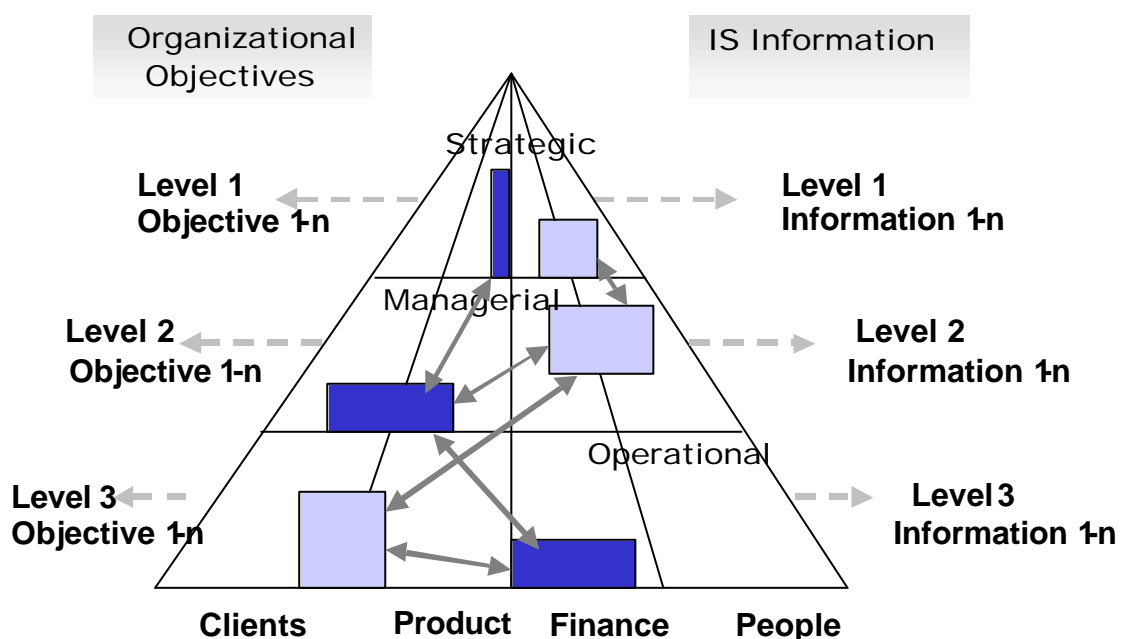 Organizational
Objectives
IS Information
Strategic
Level 1
Objective 1-n
Level 1
Information 1-n
Managerial
Level 2
Objective 1-n
Level 2
Information 1-n
Operational
Level 3
Objective 1-n
Level 3
Information 1-n
Clients
Product
Finance
People